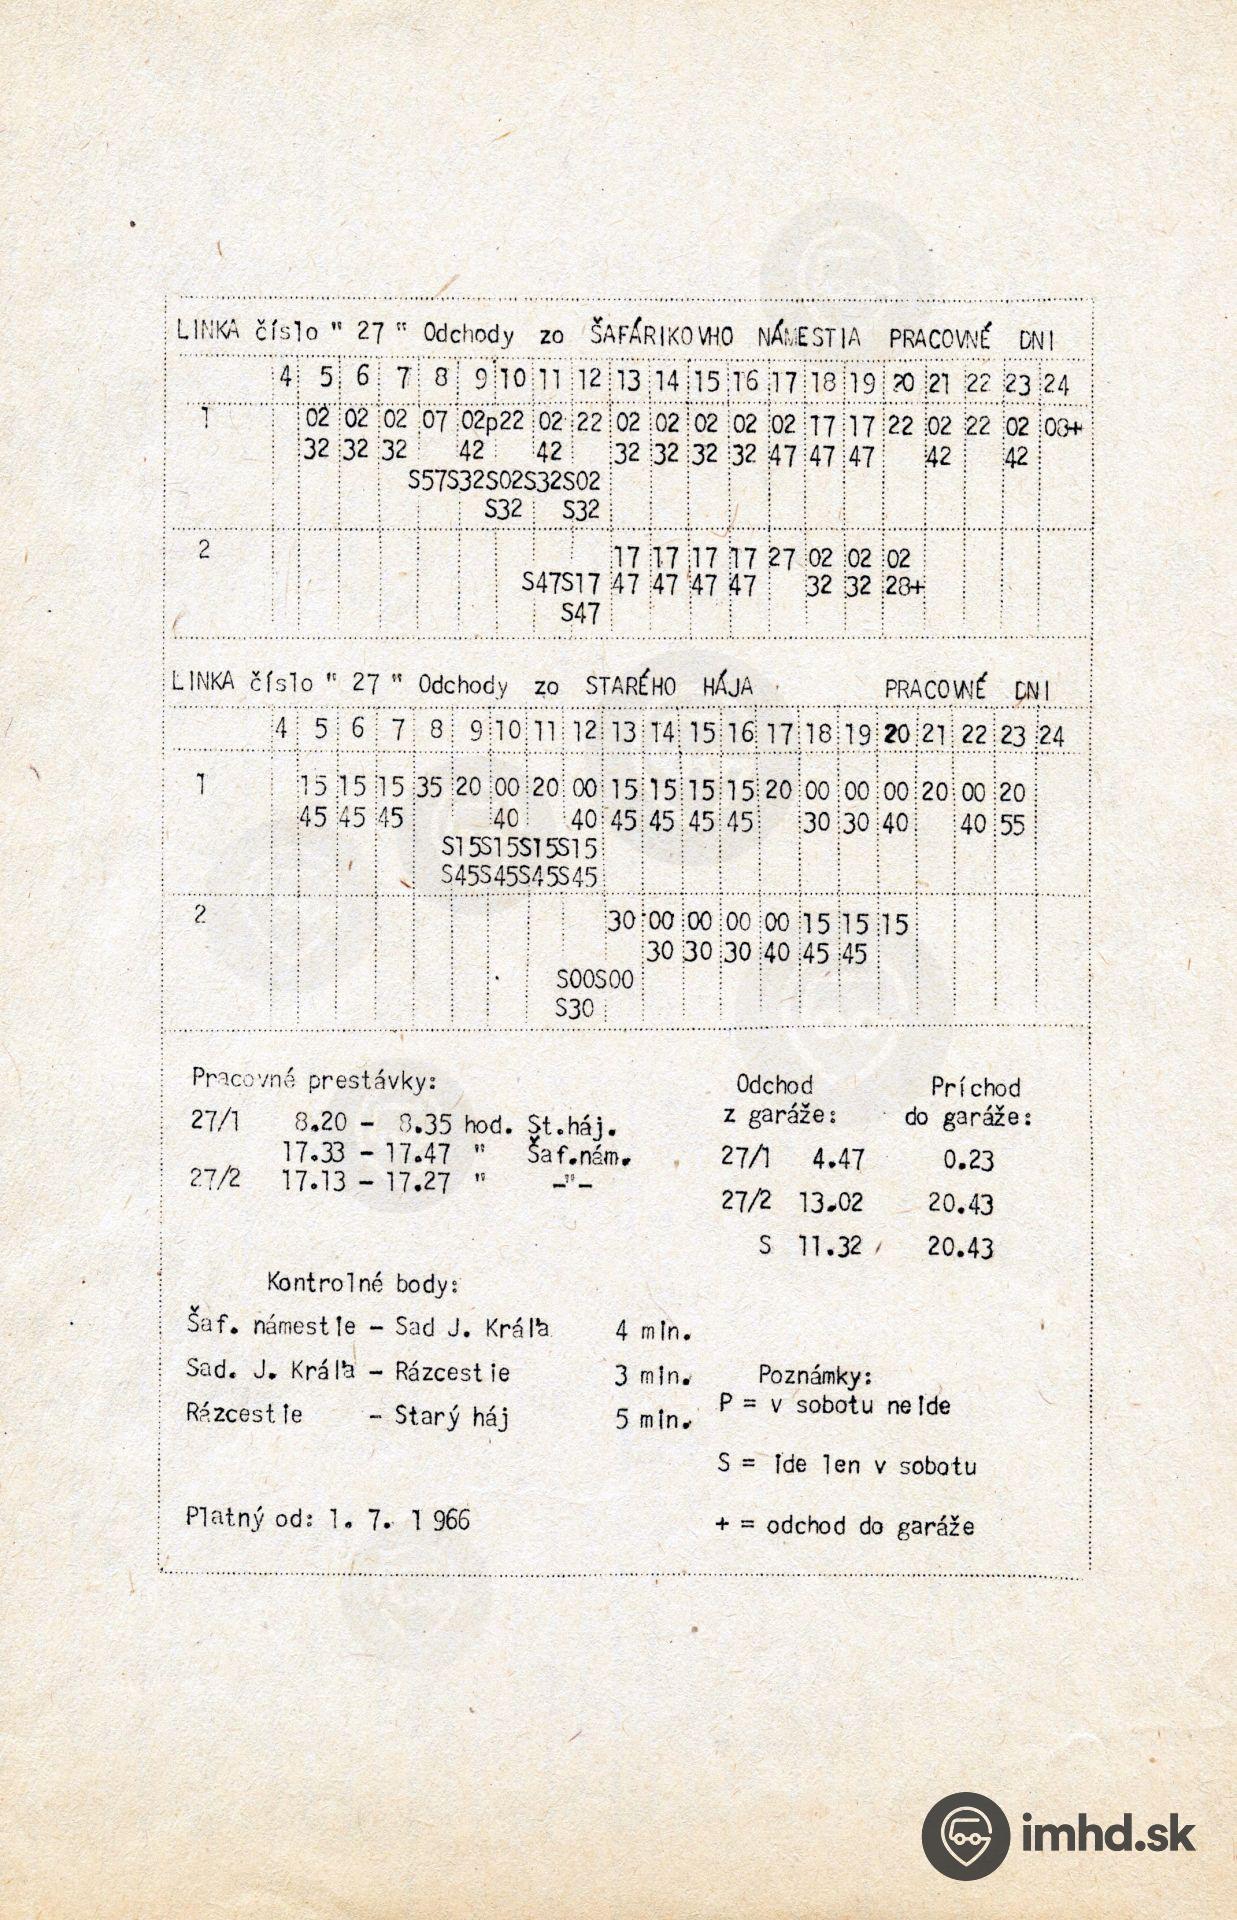 LINKA číslo " 27 " Odchody zo ŠAFÁRIKOVHO NÁMESTIA PRACOVNÉ DNI
4 5 6 7 8 9 10 11 12 13 14 15 16 17 18 19 20 21 22 23 24
1 02 02 02 07 02p22 02 22 02 02 02 02 02 17 17 22 02 22 02 08+
32 32 32 42 42 32 32 32 32 47 47 47 42 42
S57S32S02S32S02
S32 S32
2 17 17 17 17 27 02 02 02
S47S17 47 47 47 47 32 32 28+
S47
LINKA číslo " 27 " Odchody zo STARÉHO HÁJA PRACOVNÉ DNI
4 5 6 7 8 9 10 11 12 13 14 15 16 17 18 19 20 21 22 23 24
1 15 15 15 35 20 00 20 00 15 15 15 15 20 00 00 00 20 00 20
45 45 45 40 40 45 45 45 45 30 30 40 40 55
S15S15S15S15
S45S45S45S45
2 30 00 00 00 00 15 15 15
30 30 30 40 45 45
S00S00
S30
Pracovné prestávky:
27/1 8.20 - 8.35 hod. St.háj.
17.33 - 17.47 " Šaf.nám.
27/2 17.13 - 17.27 " -"-
Odchod Príchod
z garáže: do garáže:
27/1 4.47 0.23
27/2 13.02 20.43
S 11.32 20.43
Kontrolné body:
Šaf. námestie - Sad J. Kráľa 4 min.
Sad. J. Kráľa - Rázcestie 3 min.
Rázcestie - Starý háj 5 min.
Poznámky:
P = v sobotu neide
S = ide len v sobotu
+ = odchod do garáže
Platný od: 1. 7. 1966
imhd.sk